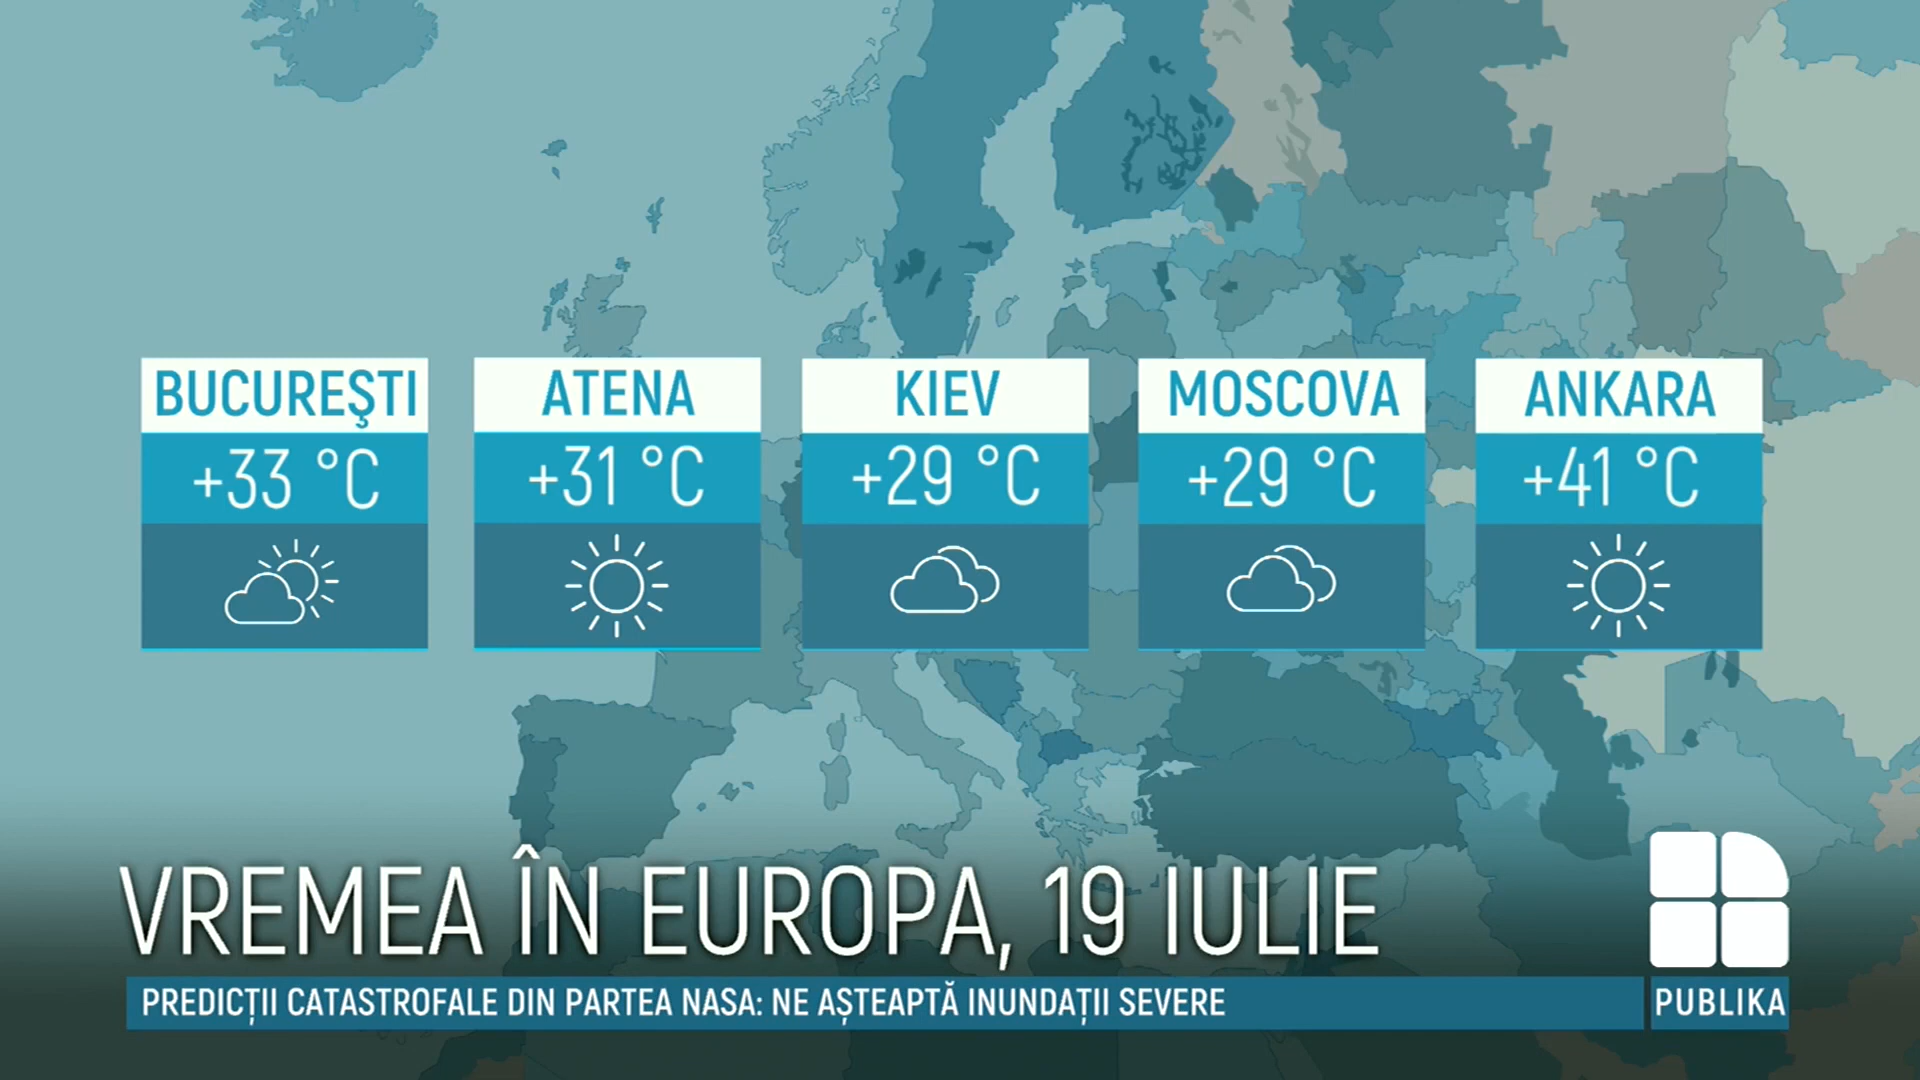 BUCUREŞTI
+33 °C
ATENA
+31 °C
KIEV
+29 °C
MOSCOVA
+29 °C
ANKARA
+41 °C
VREMEA ÎN EUROPA, 19 IULIE
PREDICȚII CATASTROFALE DIN PARTEA NASA: NE AȘTEAPTĂ INUNDAȚII SEVERE
PUBLIKA